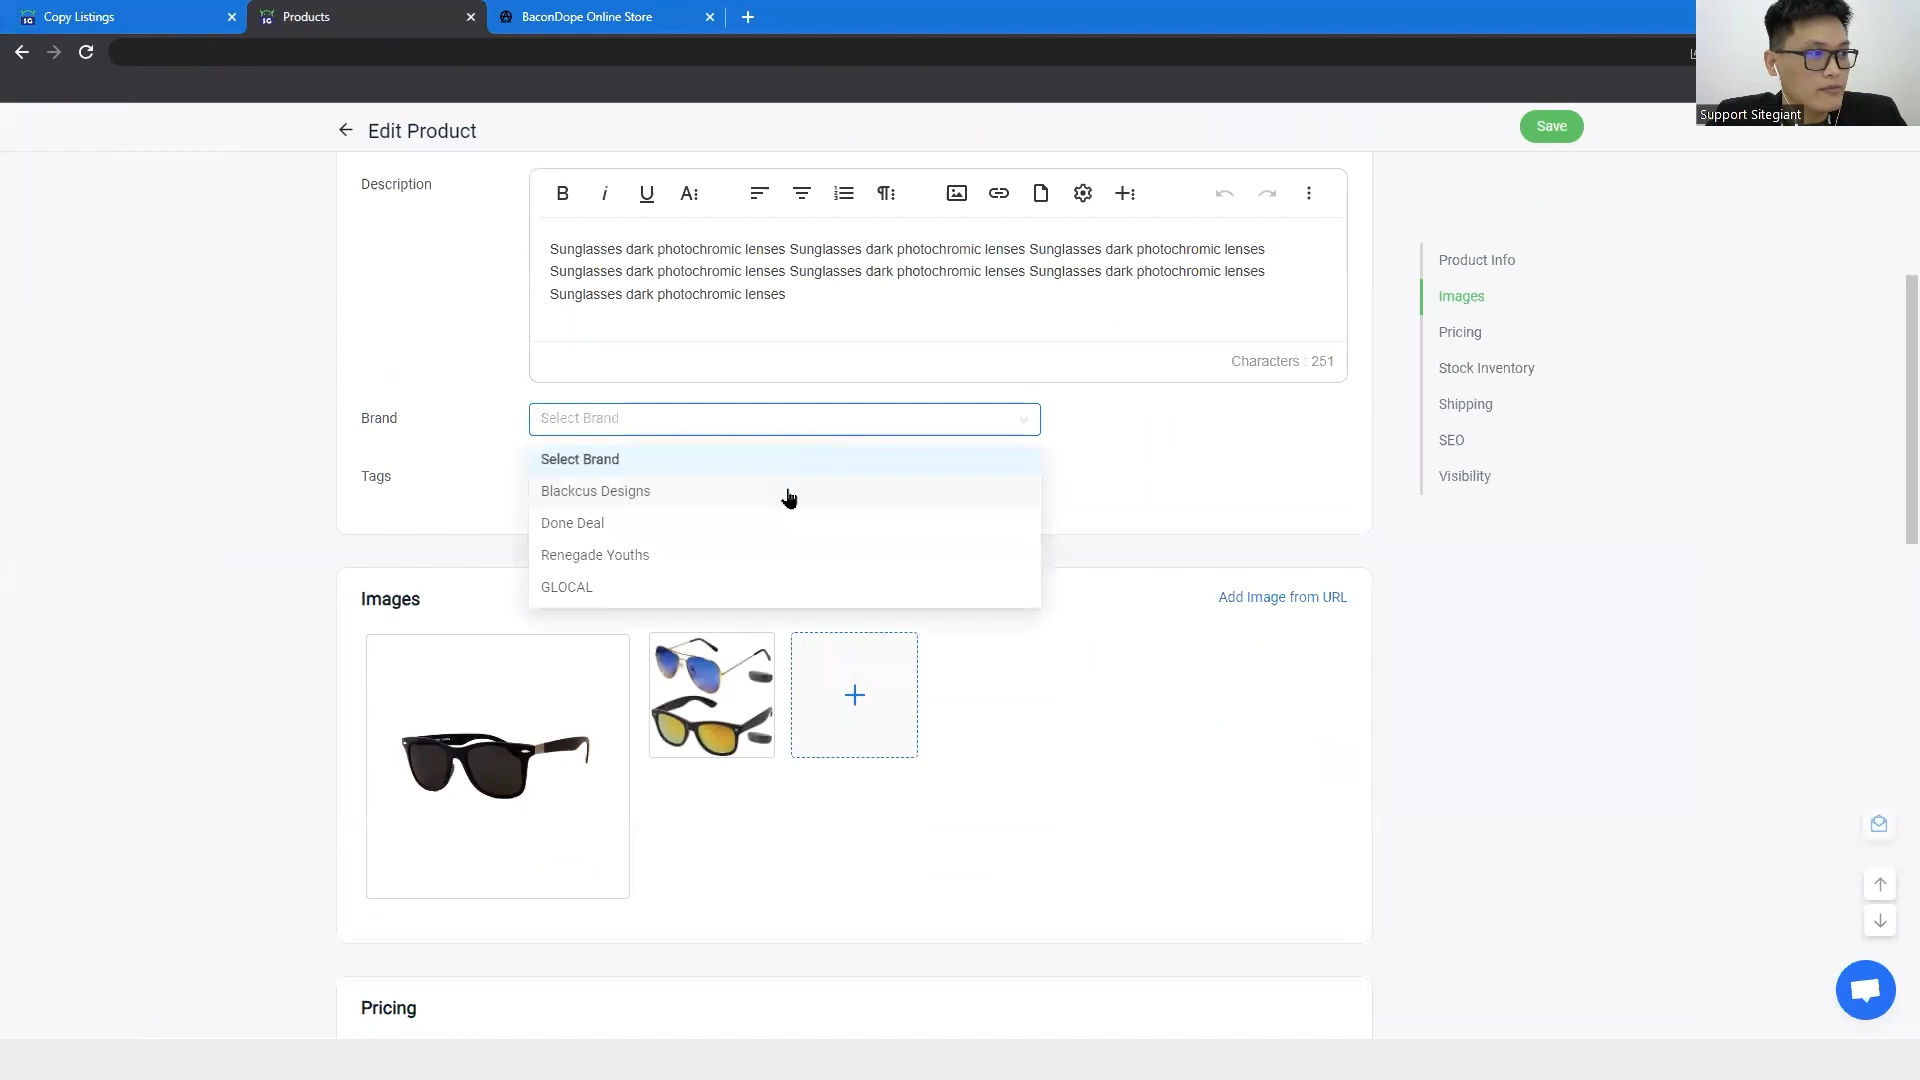 Copy Listings
Products
BaconDope Online Store
Support Sitegiant
Edit Product
Save
Description
Sunglasses dark photochromic lenses Sunglasses dark photochromic lenses Sunglasses dark photochromic lenses
Sunglasses dark photochromic lenses Sunglasses dark photochromic lenses Sunglasses dark photochromic lenses
Sunglasses dark photochromic lenses
Characters : 251
Brand
Select Brand
Select Brand
Blackcus Designs
Done Deal
Renegade Youths
GLOCAL
Tags
Images
Add Image from URL
Pricing
Product Info
Images
Pricing
Stock Inventory
Shipping
SEO
Visibility